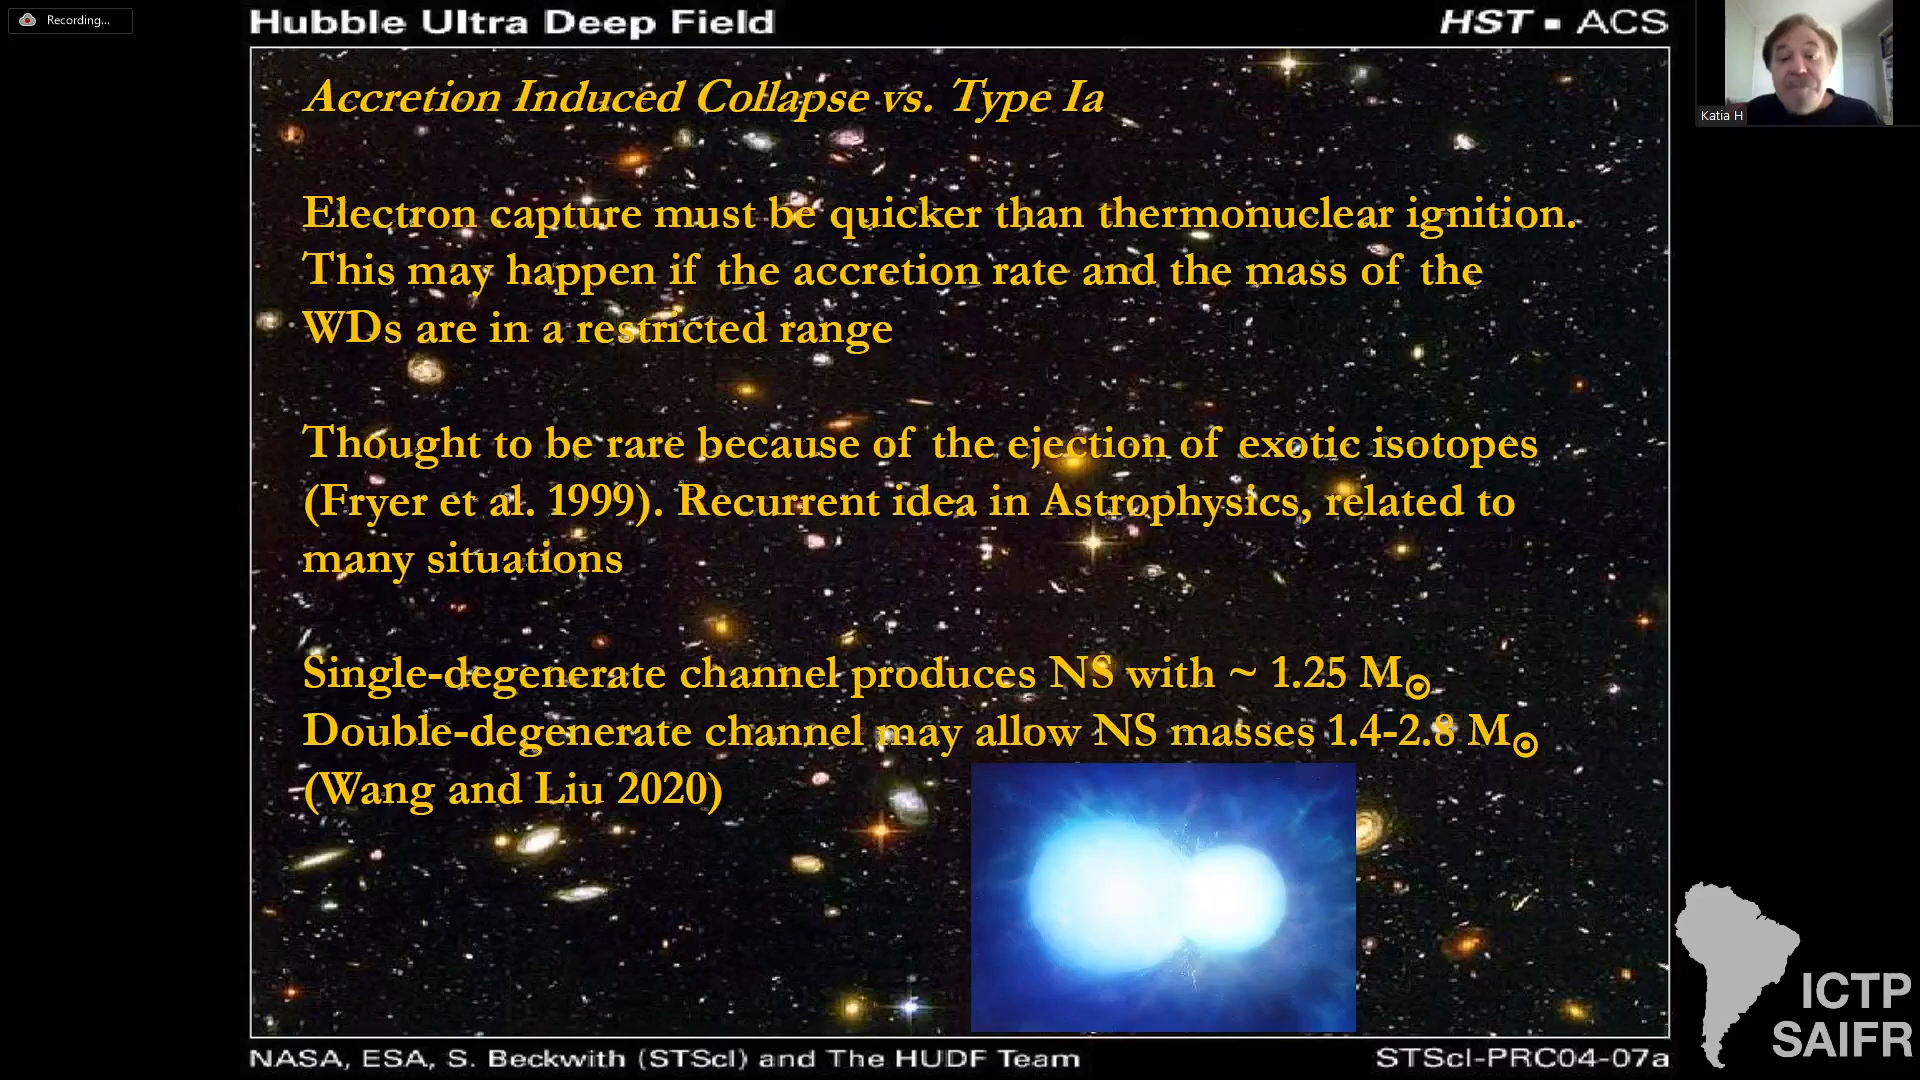 Recording...
Hubble Ultra Deep Field
HST ▪ ACS
Katia H
Accretion Induced Collapse vs. Type Ia
Electron capture must be quicker than thermonuclear ignition.
This may happen if the accretion rate and the mass of the
WDs are in a restricted range
Thought to be rare because of the ejection of exotic isotopes
(Fryer et al. 1999). Recurrent idea in Astrophysics, related to
many situations
Single-degenerate channel produces NS with ~ 1.25 M⊙
Double-degenerate channel may allow NS masses 1.4-2.8 M⊙
(Wang and Liu 2020)
ICTP
SAIFR
NASA, ESA, S. Beckwith (STScI) and The HUDF Team
STScI-PRC04-07a